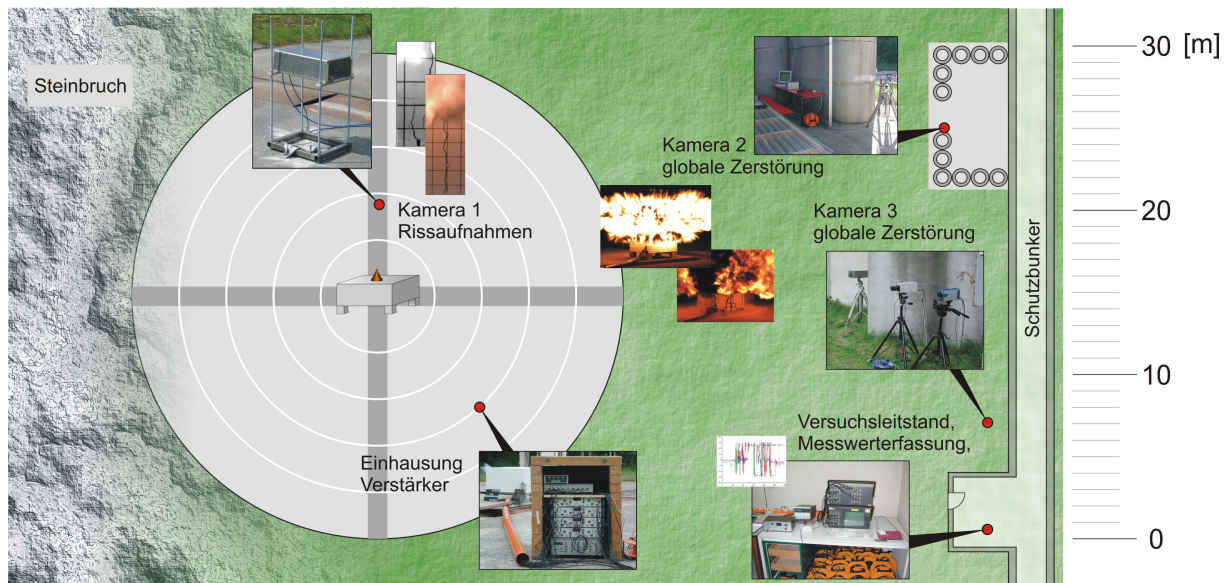 Steinbruch
Kamera 1
Rissaufnahmen
Kamera 2
globale Zerstörung
Kamera 3
globale Zerstörung
Einhausung
Verstärker
Versuchsleitstand,
Messwerterfassung,
Schutzbunker
30 [m]
20
10
0